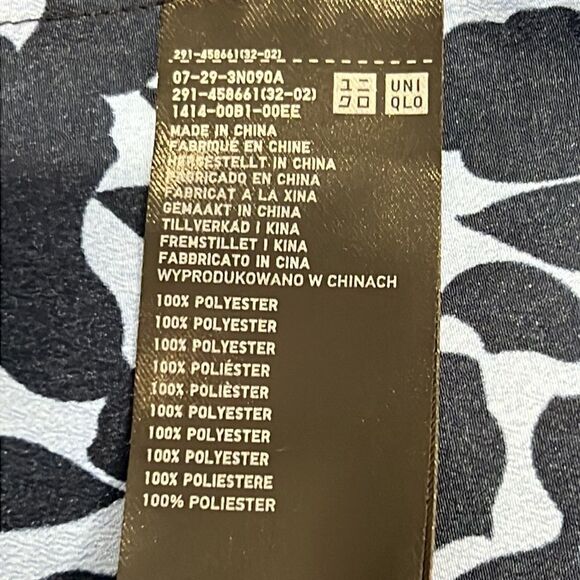 291-458661(32-02)
07-29-3N090A
291-458661(32-02)
1414-00B1-00EE
ユニ
クロ
UNI
QLO
MADE IN CHINA
FABRIQUÉ EN CHINE
HERGESTELLT IN CHINA
FABRICADO EN CHINA
FABRICAT A LA XINA
GEMAAKT IN CHINA
TILLVERKAD I KINA
FREMSTILLET I KINA
FABBRICATO IN CINA
WYPRODUKOWANO W CHINACH
100% POLYESTER
100% POLYESTER
100% POLYESTER
100% POLIÉSTER
100% POLIÈSTER
100% POLYESTER
100% POLYESTER
100% POLYESTER
100% POLIESTERE
100% POLIESTER